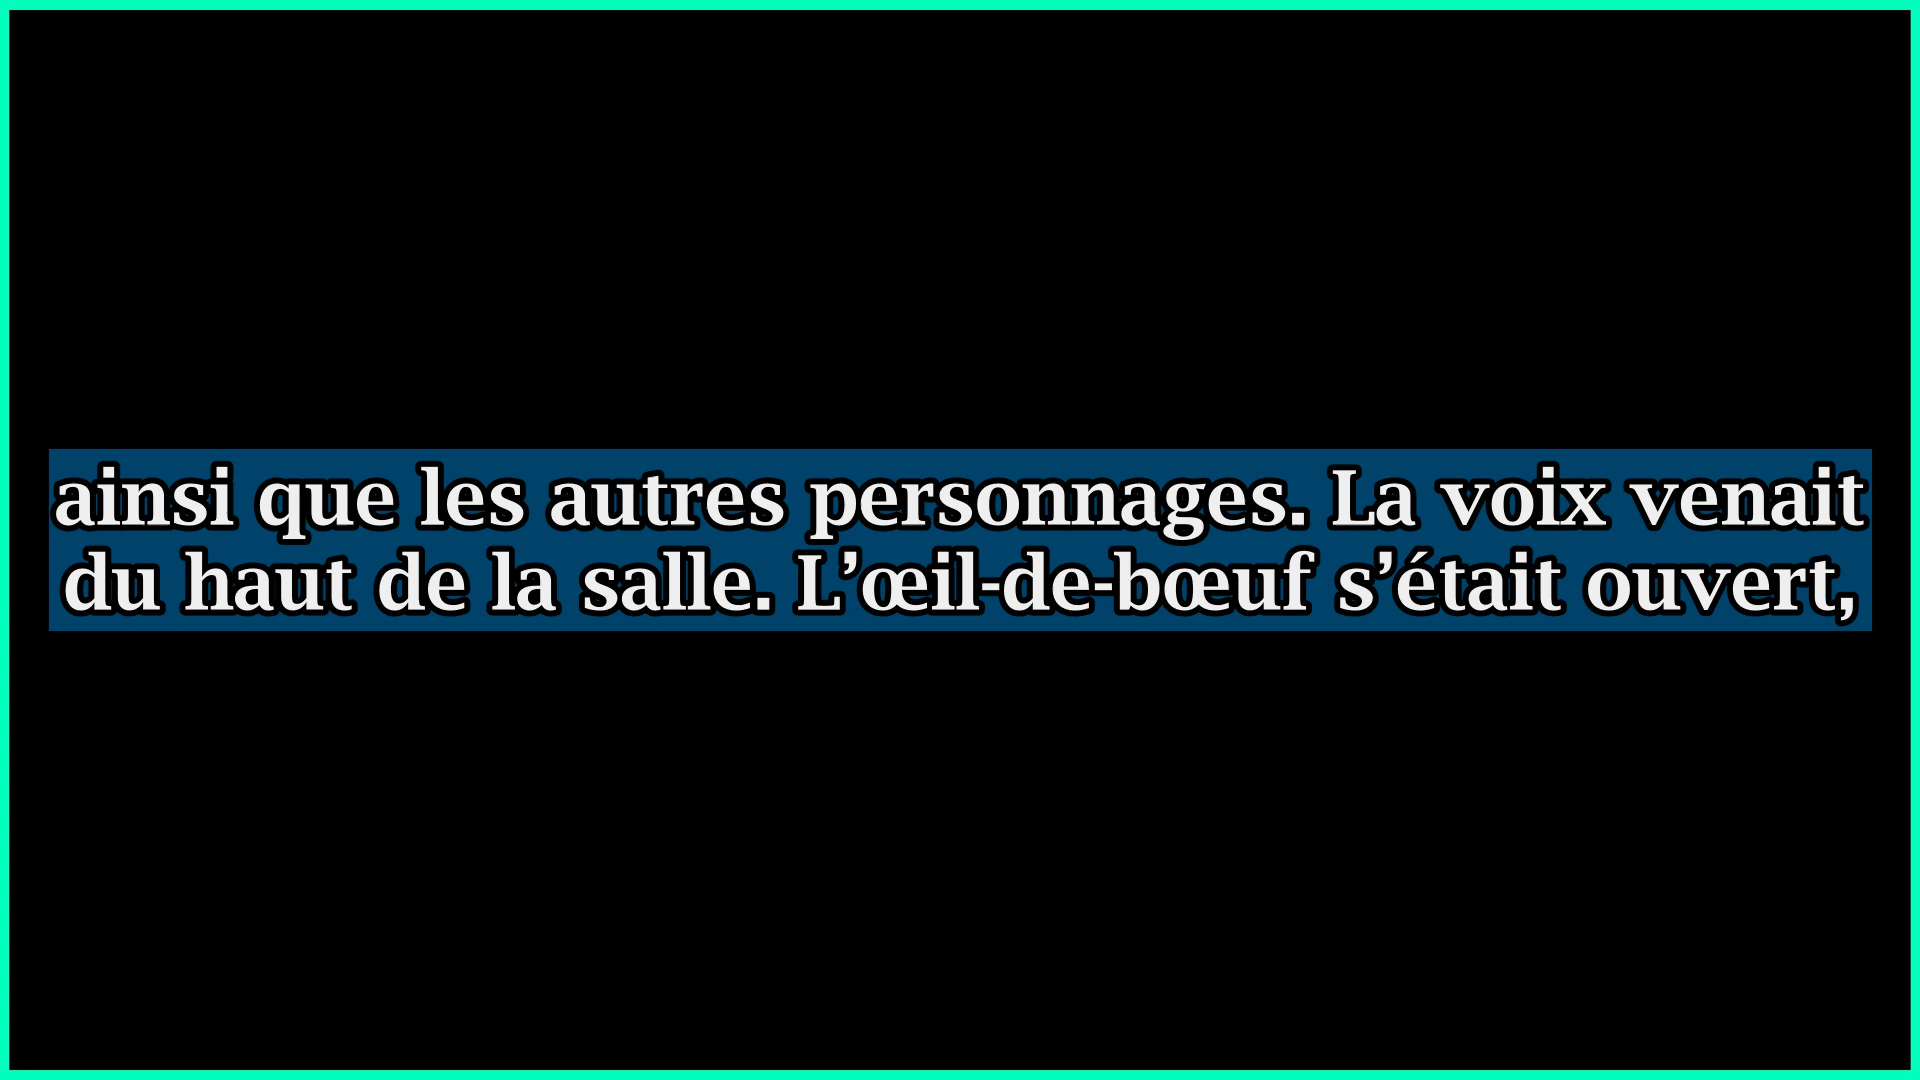 ainsi que les autres personnages. La voix venait
du haut de la salle. L’œil-de-bœuf s’était ouvert,